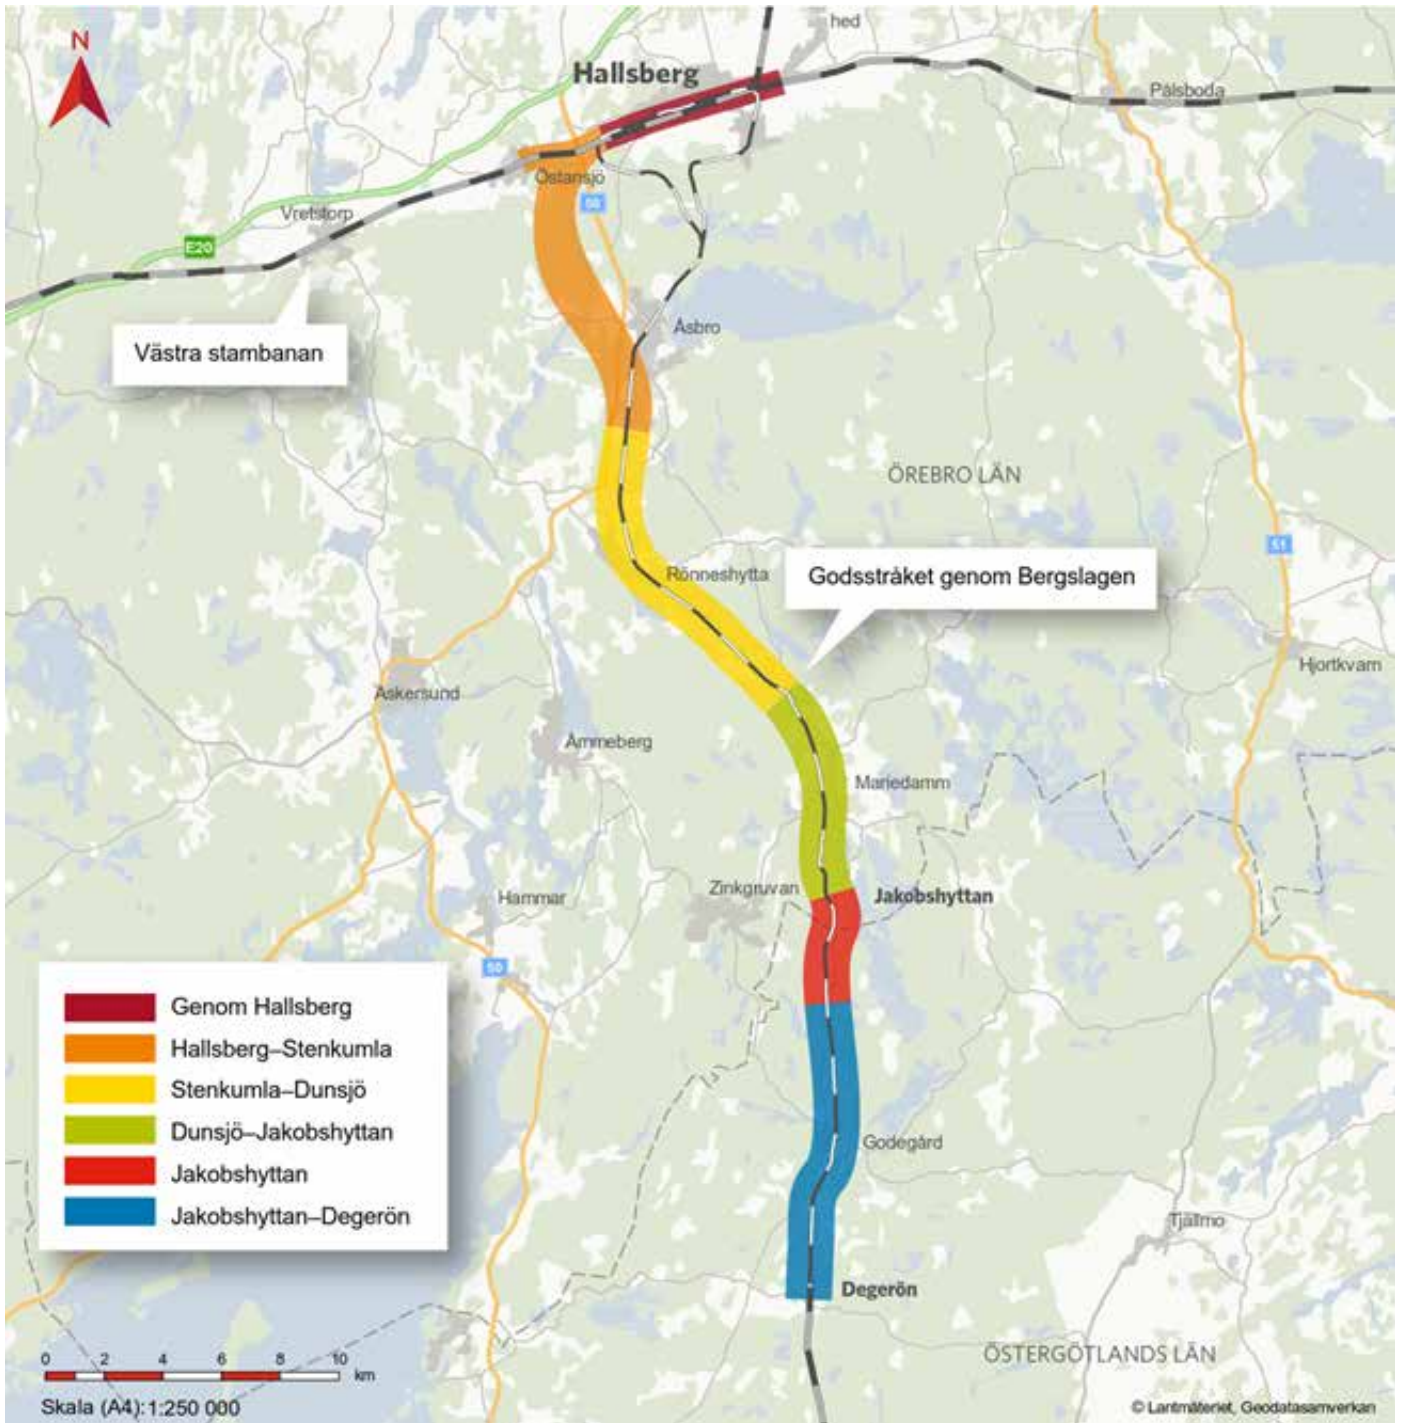 N
hed
Hallsberg
Pålsboda
Östansjö
50
Vretstorp
E20
Åsbro
Västra stambanan
ÖREBRO LÄN
51
Rönneshytta
Godsstråket genom Bergslagen
Hjortkvarn
Askersund
Åmmeberg
Mariedamm
Zinkgruvan
Jakobshyttan
Hammar
50
Genom Hallsberg
Hallsberg–Stenkumla
Stenkumla–Dunsjö
Dunsjö–Jakobshyttan
Jakobshyttan
Jakobshyttan–Degerön
Godegård
Tjällmo
Degerön
ÖSTERGÖTLANDS LÄN
0 2 4 6 8 10
km
Skala (A4):1:250 000
© Lantmäteriet, Geodatasamverkan